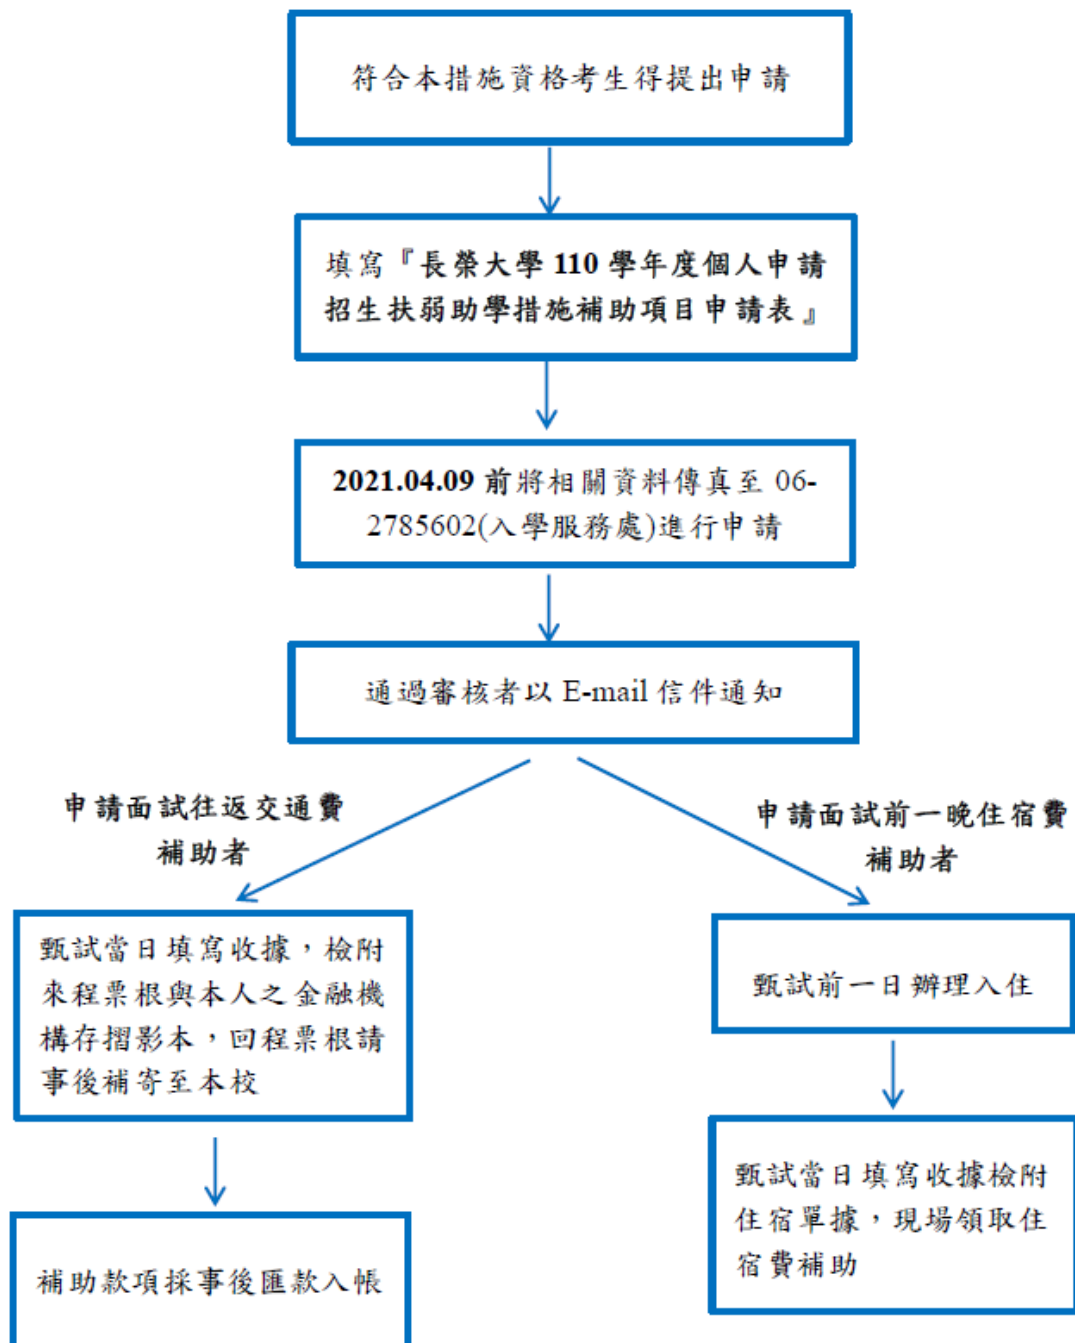 符合本措施資格考生得提出申請
填寫『長榮大學 110 學年度個人申請
招生扶弱助學措施補助項目申請表』
2021.04.09 前將相關資料傳真至 06-
2785602(入學服務處)進行申請
通過審核者以 E-mail 信件通知
申請面試往返交通費
補助者
申請面試前一晚住宿費
補助者
甄試當日填寫收據，檢附
來程票根與本人之金融機
構存摺影本，回程票根請
事後補寄至本校
甄試前一日辦理入住
甄試當日填寫收據檢附
住宿單據，現場領取住
宿費補助
補助款項採事後匯款入帳